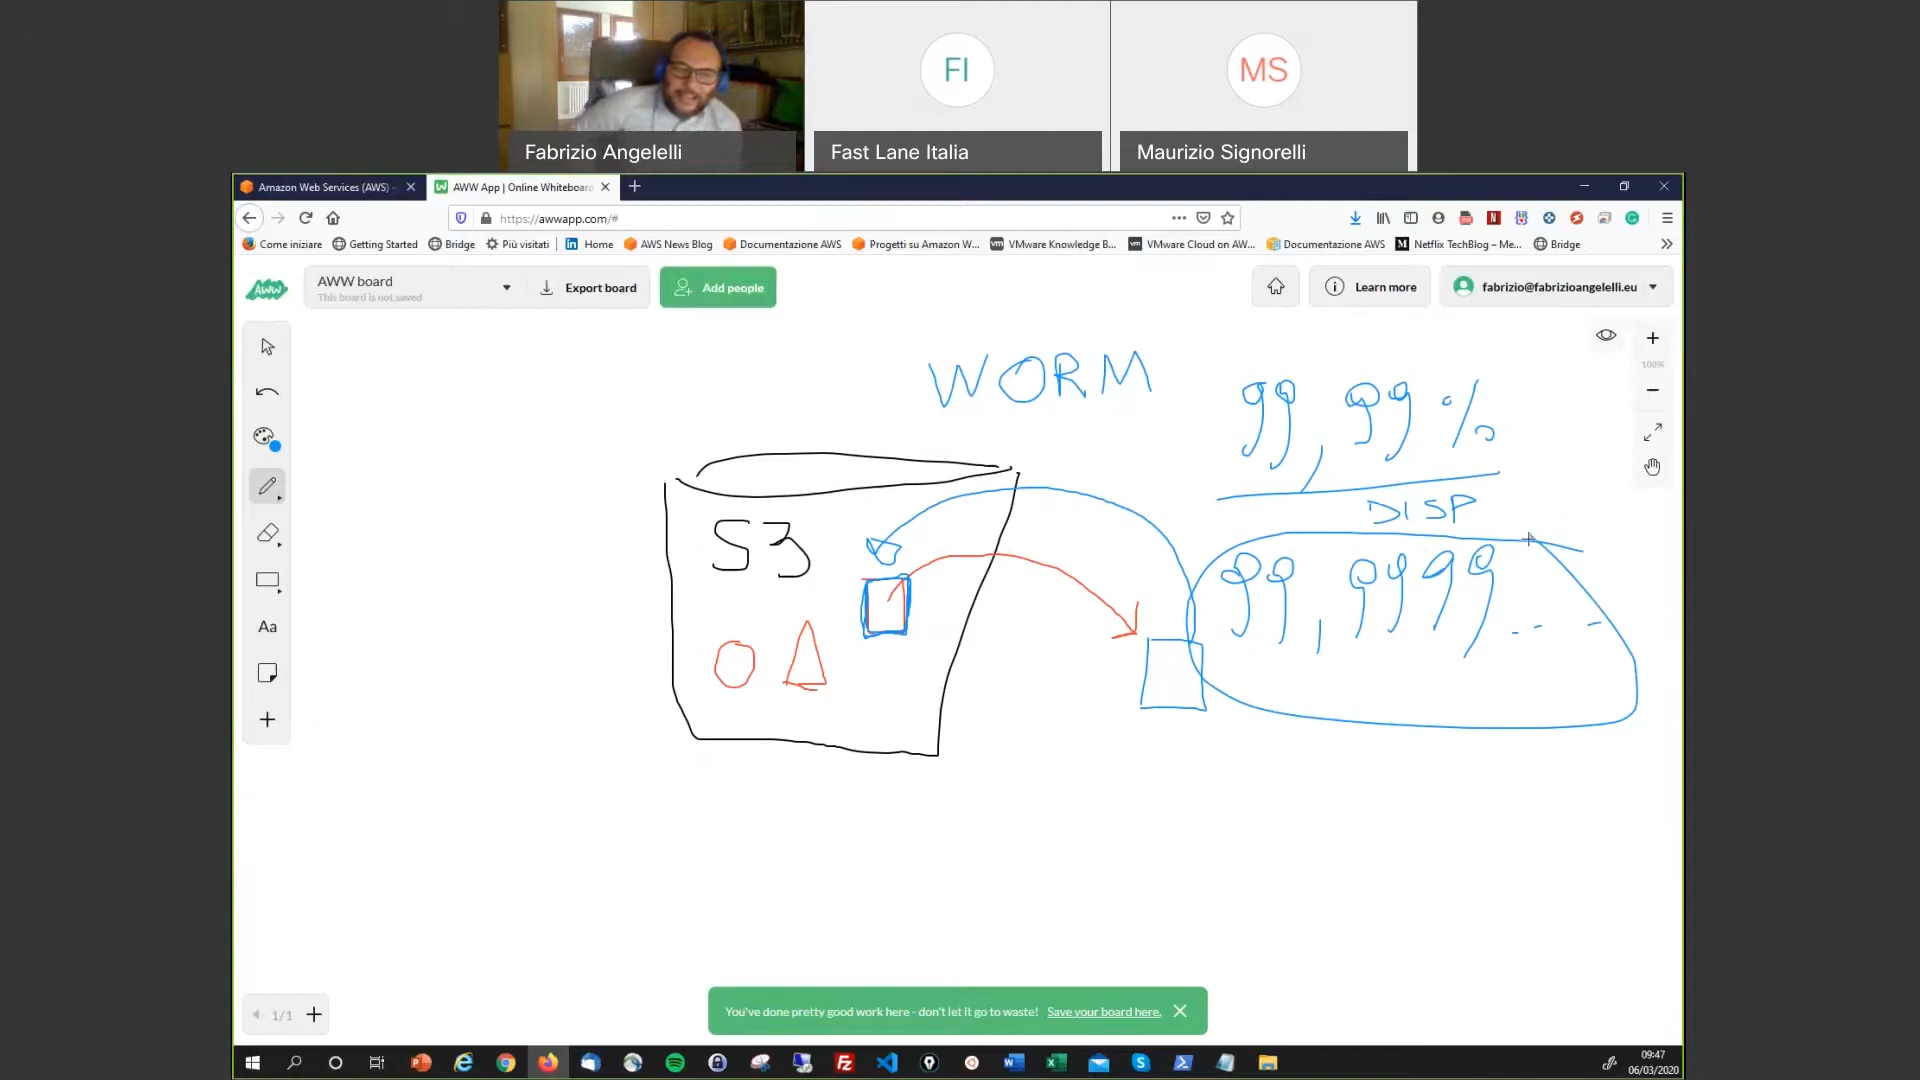 FI
MS
Fabrizio Angelelli
Fast Lane Italia
Maurizio Signorelli
Amazon Web Services (AWS) -
AWW App | Online Whiteboard
https://awwapp.com/#
Come iniziare
Getting Started
Bridge
Più visitati
Home
AWS News Blog
Documentazione AWS
Progetti su Amazon W...
VMware Knowledge B...
VMware Cloud on AW...
Documentazione AWS
Netflix TechBlog – Me...
Bridge
AWW
AWW board
This board is not saved
Export board
Add people
Learn more
fabrizio@fabrizioangelelli.eu
100%
WORM
99,99 %
DISP
99,9999...
S3
Aa
1/1
You've done pretty good work here - don't let it go to waste! Save your board here.
09:47
06/03/2020